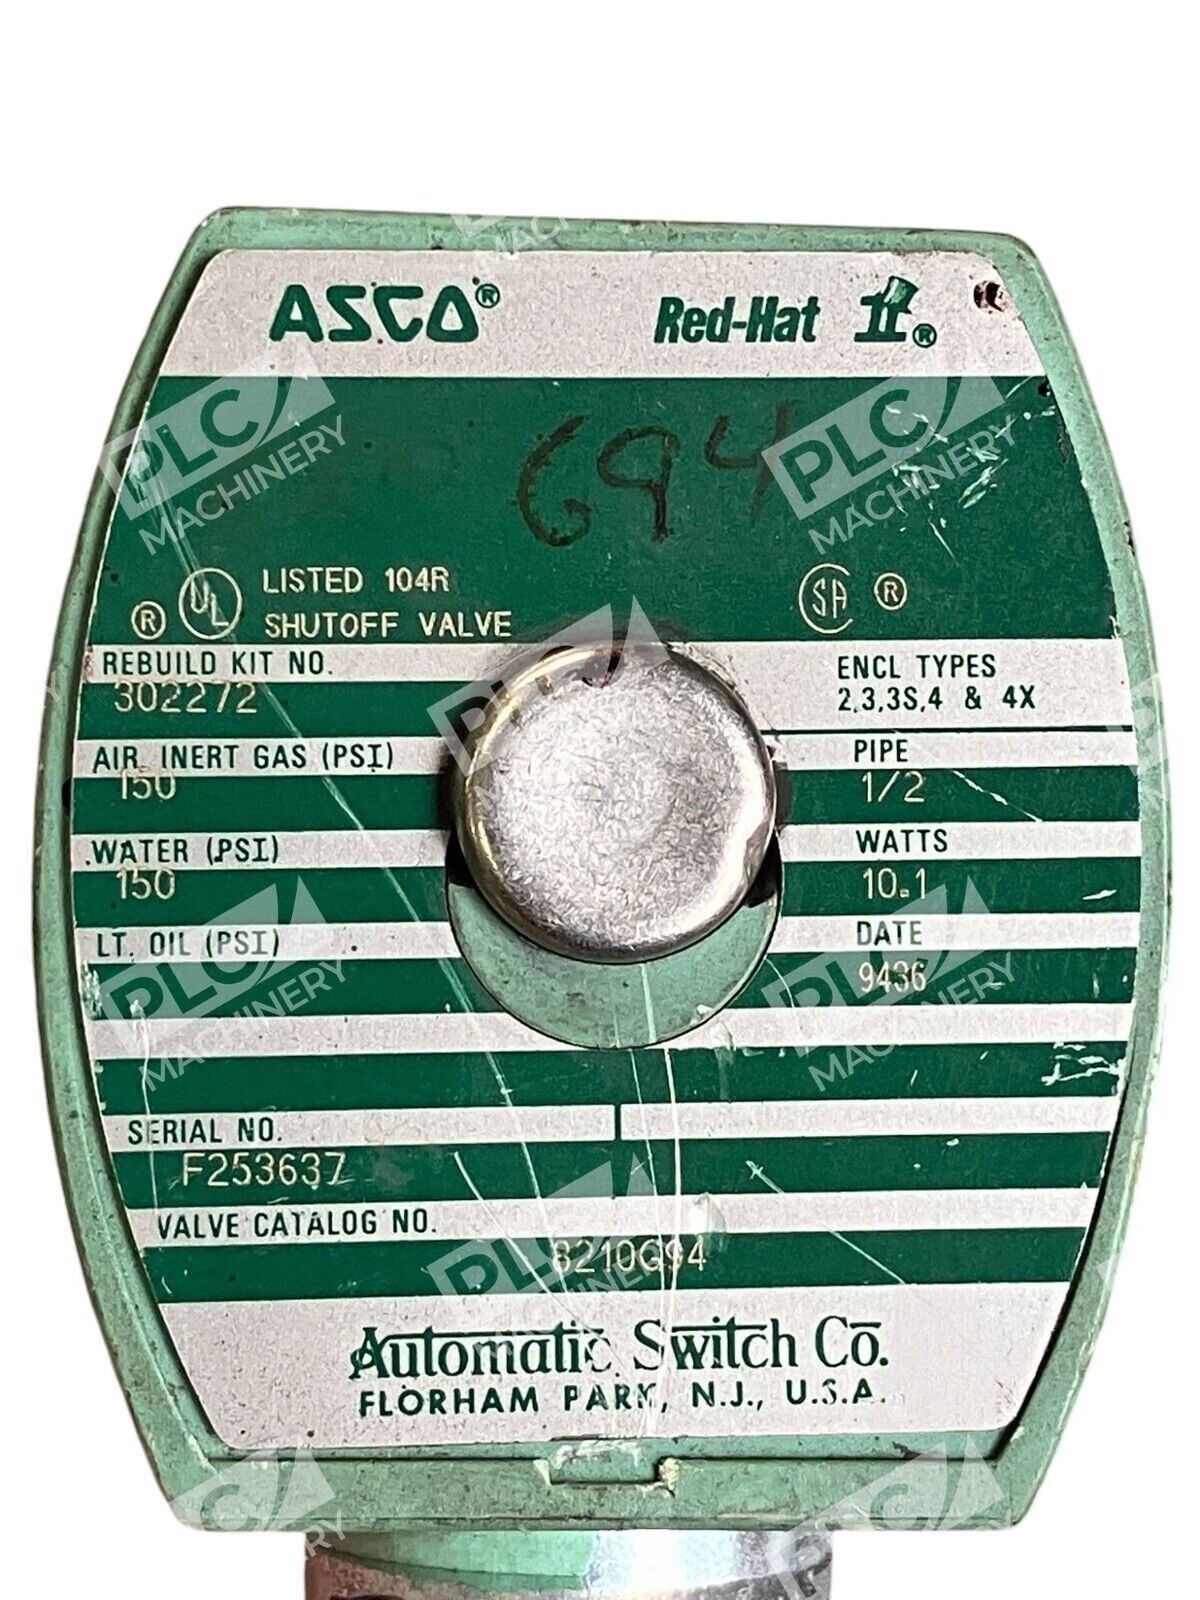 ASCO® Red-Hat ®
694
® UL LISTED 104R
SHUTOFF VALVE
SA ®
REBUILD KIT NO.
302272
ENCL TYPES
2,3,3S,4 & 4X
AIR, INERT GAS (PSI)
150
PIPE
1/2
WATER (PSI)
150
WATTS
10.1
LT. OIL (PSI)
DATE
9436
SERIAL NO.
F253637
VALVE CATALOG NO.
8210G94
Automatic Switch Co.
FLORHAM PARK, N.J., U.S.A.
PLC MACHINERY